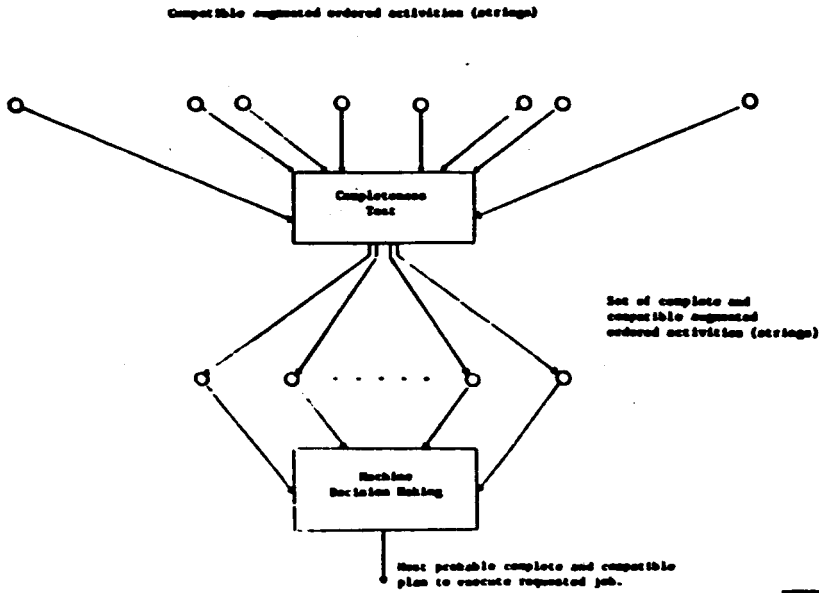 Compatible augmented ordered activities (strings)
Completeness
Test
Set of complete and
compatible augmented
ordered activities (strings)
Machine
Decision Making
Most probable complete and compatible
plan to execute requested job.